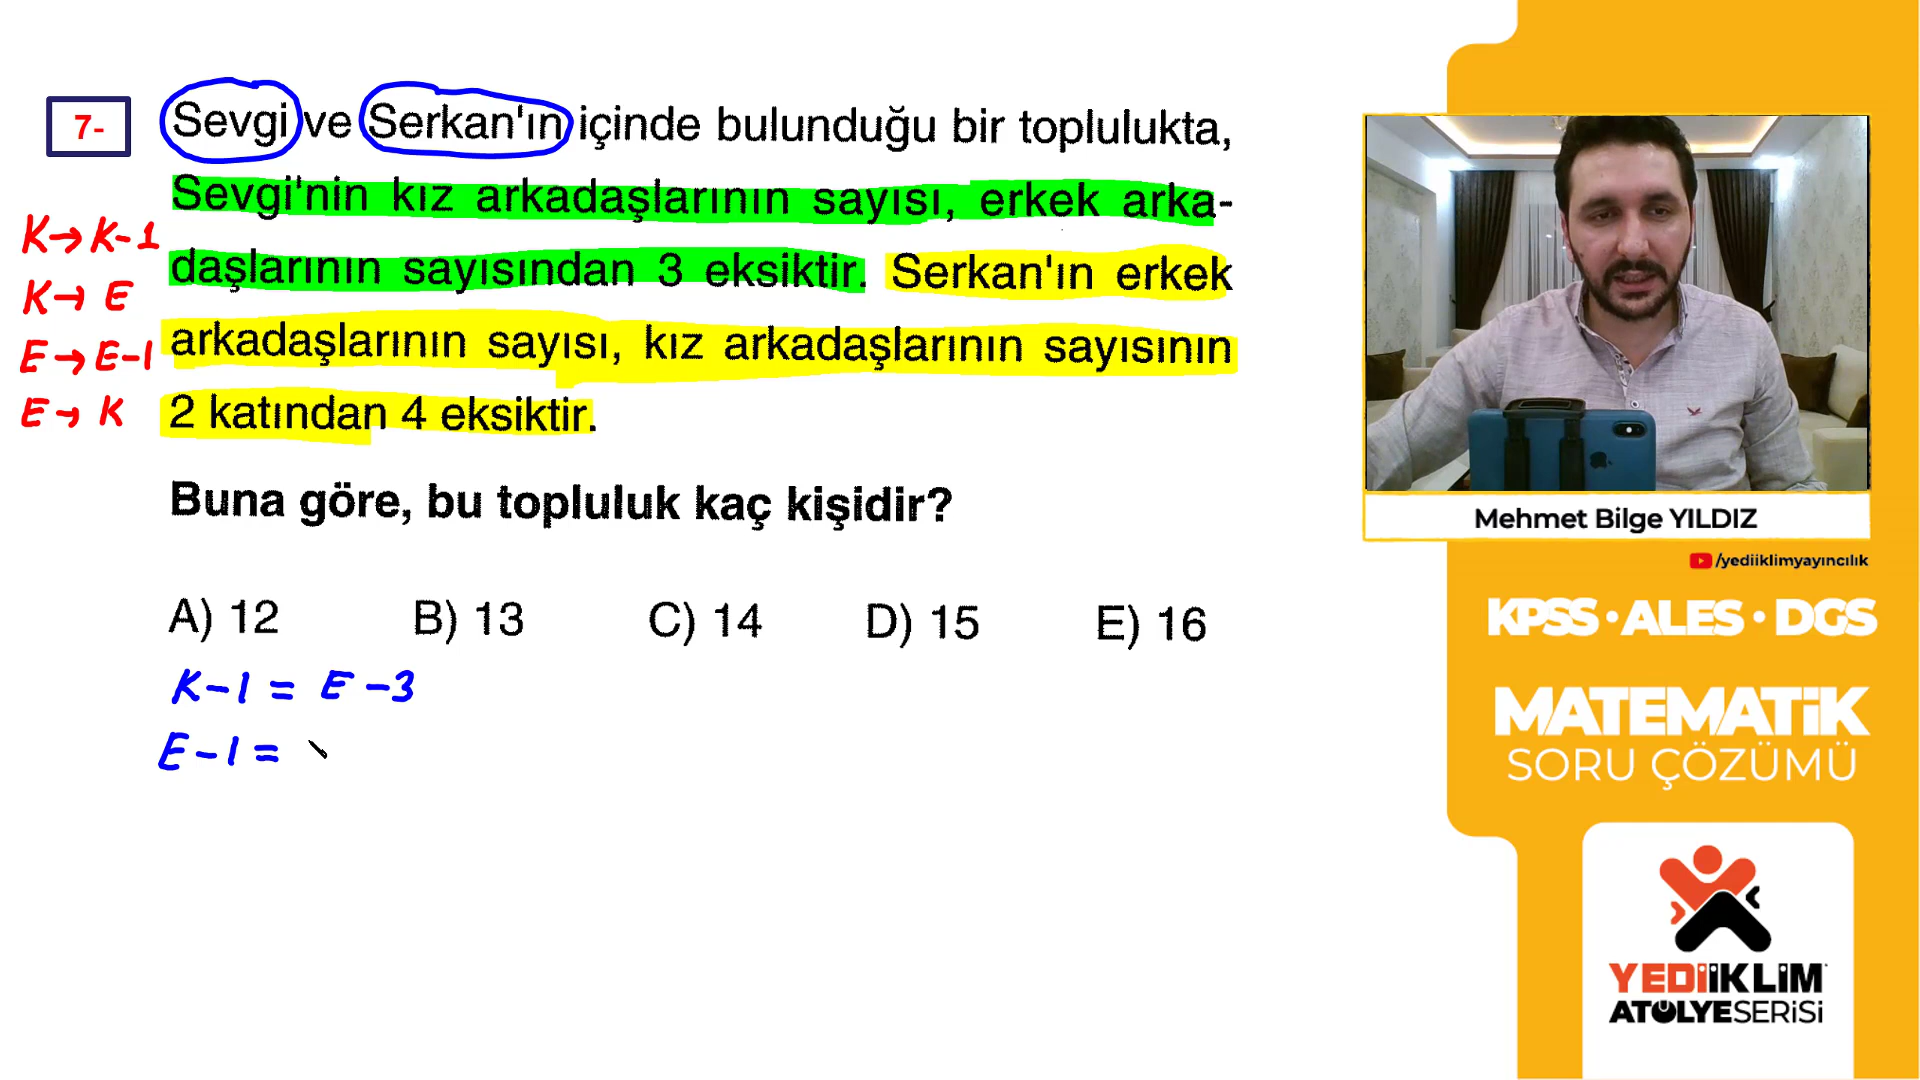 7-
Sevgi ve Serkan'ın içinde bulunduğu bir toplulukta,
Sevgi'nin kız arkadaşlarının sayısı, erkek arka-
daşlarının sayısından 3 eksiktir. Serkan'ın erkek
arkadaşlarının sayısı, kız arkadaşlarının sayısının
2 katından 4 eksiktir.
K→K-1
K→E
E→E-1
E→K
Buna göre, bu topluluk kaç kişidir?
A) 12 B) 13 C) 14 D) 15 E) 16
K-1 = E-3
E-1 =
Mehmet Bilge YILDIZ
/yediiklimyayıncılık
KPSS • ALES • DGS
MATEMATİK
SORU ÇÖZÜMÜ
YEDİİKLİM
ATÖLYESERİSİ